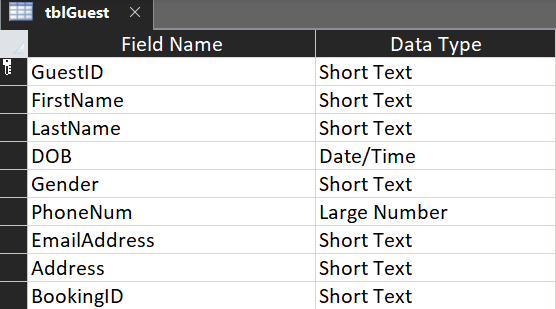 tblGuest
Field Name Data Type
GuestID Short Text
FirstName Short Text
LastName Short Text
DOB Date/Time
Gender Short Text
PhoneNum Large Number
EmailAddress Short Text
Address Short Text
BookingID Short Text